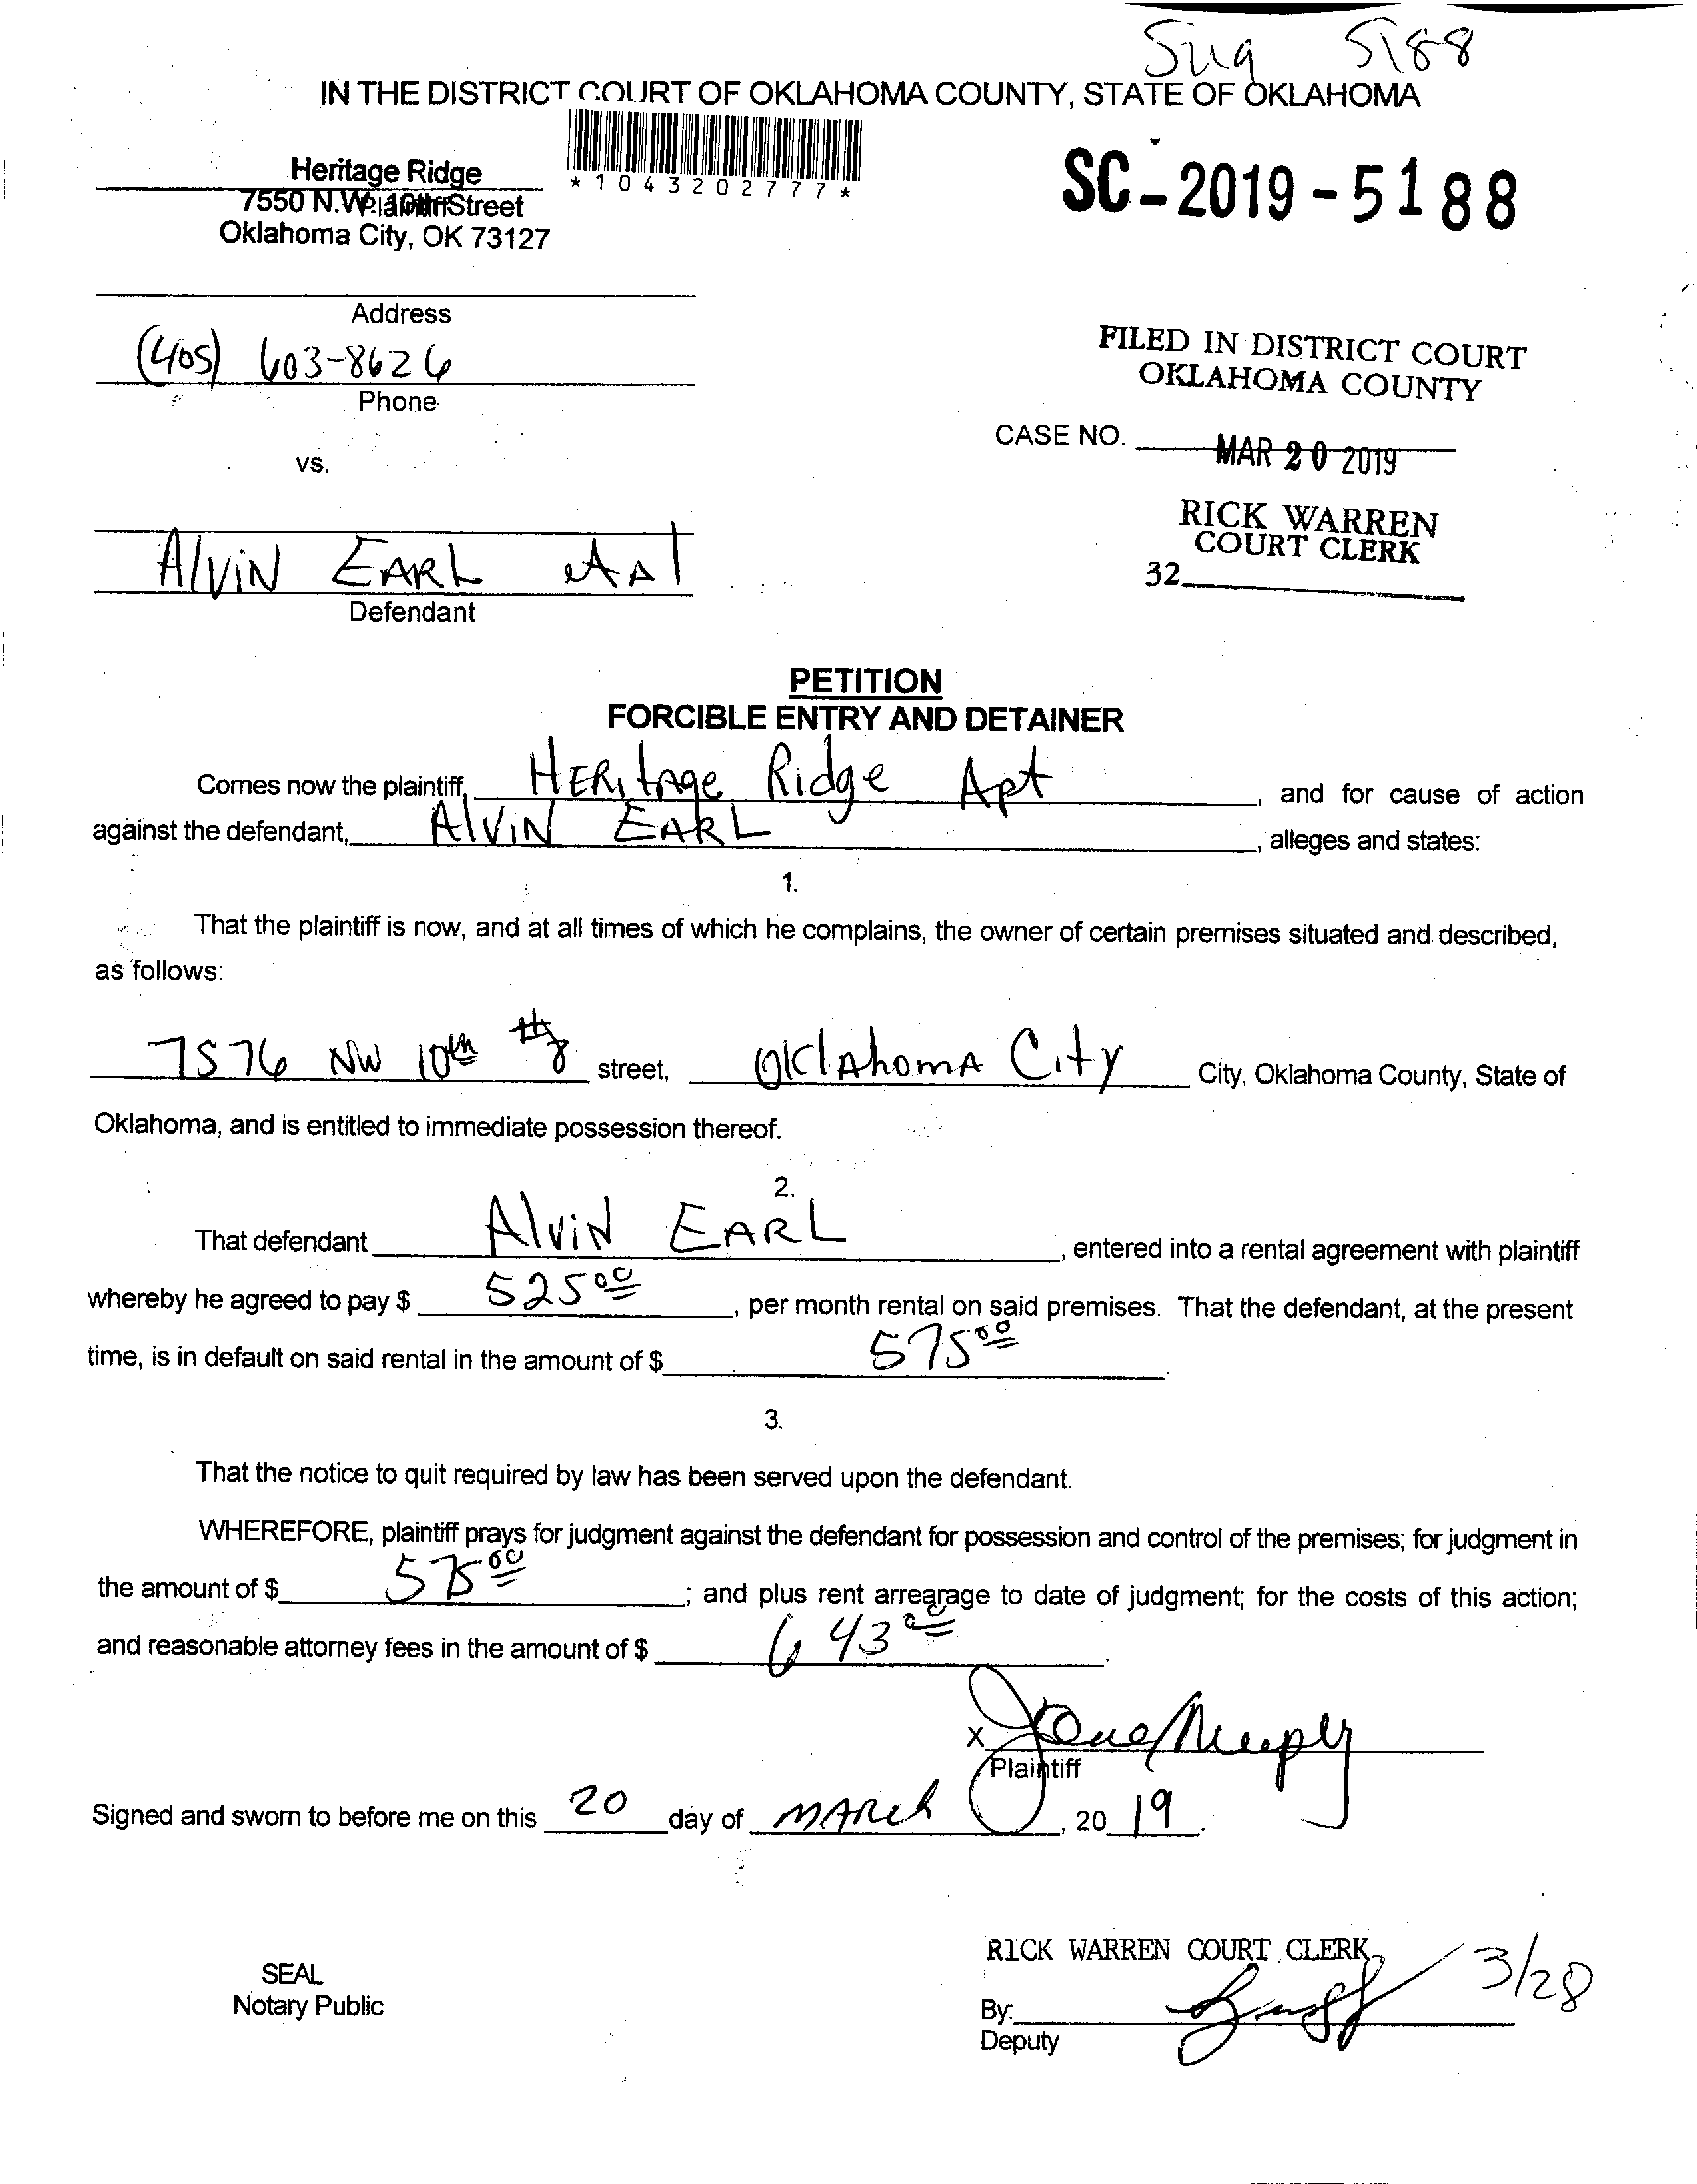 5188
IN THE DISTRICT COURT OF OKLAHOMA COUNTY, STATE OF OKLAHOMA
*1043202777*
SC-2019-5188
Heritage Ridge
7550 N.W. 10th Street
Plaintiff
Oklahoma City, OK 73127
Address
(405) 603-8626
Phone
FILED IN DISTRICT COURT
OKLAHOMA COUNTY
CASE NO.
MAR 20 2019
vs.
RICK WARREN
COURT CLERK
32
Alvin EARL
Defendant
PETITION
FORCIBLE ENTRY AND DETAINER
Comes now the plaintiff, HERitage Ridge Apt, and for cause of action
against the defendant, AlviN EARL, alleges and states:
1.
That the plaintiff is now, and at all times of which he complains, the owner of certain premises situated and described,
as follows:
7576 NW 10th #8 street, OKlAhomA City City, Oklahoma County, State of
Oklahoma, and is entitled to immediate possession thereof.
2.
That defendant AlviN EARL, entered into a rental agreement with plaintiff
whereby he agreed to pay $ 525.00, per month rental on said premises. That the defendant, at the present
time, is in default on said rental in the amount of $ 575.00.
3.
That the notice to quit required by law has been served upon the defendant.
WHEREFORE, plaintiff prays for judgment against the defendant for possession and control of the premises; for judgment in
the amount of $ 575.00; and plus rent arrearage to date of judgment; for the costs of this action;
and reasonable attorney fees in the amount of $ 643.00.
X
Plaintiff
Signed and sworn to before me on this 20 day of MARch, 20 19.
RICK WARREN COURT CLERK
3/28
SEAL
Notary Public
By:
Deputy